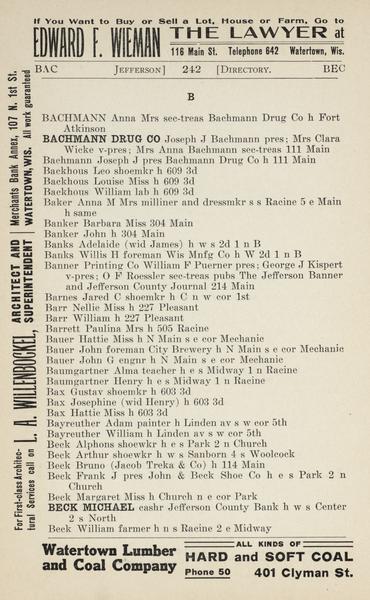 If You Want to Buy or Sell a Lot, House or Farm, Go to
EDWARD F. WIEMAN THE LAWYER at
116 Main St. Telephone 642 Watertown, Wis.
BAC JEFFERSON] 242 [DIRECTORY. BEC
B
BACHMANN Anna Mrs sec-treas Bachmann Drug Co h Fort
Atkinson
BACHMANN DRUG CO Joseph J Bachmann pres; Mrs Clara
Wicke v-pres; Mrs Anna Bachmann sec-treas 111 Main
Bachmann Joseph J pres Bachmann Drug Co h 111 Main
Backhous Leo shoemkr h 609 3d
Backhous Louise Miss h 609 3d
Backhous William lab h 609 3d
Baker Anna M Mrs milliner and dressmkr s s Racine 5 e Main
h same
Banker Barbara Miss 304 Main
Banker John h 304 Main
Banks Adelaide (wid James) h w s 2d 1 n B
Banks Willis H foreman Wis Mnfg Co h W 2d 1 n B
Banner Printing Co William F Puerner pres; George J Kispert
v-pres; O F Roessler sec-treas pubs The Jefferson Banner
and Jefferson County Journal 214 Main
Barnes Jared C shoemkr h C n w cor 1st
Barr Nellie Miss h 227 Pleasant
Barr William h 227 Pleasant
Barrett Paulina Mrs h 505 Racine
Bauer Hattie Miss h N Main s e cor Mechanic
Bauer John foreman City Brewery h N Main s e cor Mechanic
Bauer John G engnr h N Main s e cor Mechanic
Baumgartner Alma teacher h e s Midway 1 n Racine
Baumgartner Henry h e s Midway 1 n Racine
Bax Gustav shoemkr h 603 3d
Bax Josephine (wid Henry) h 603 3d
Bax Hattie Miss h 603 3d
Bayreuther Adam painter h Linden av s w cor 5th
Bayreuther William h Linden av s w cor 5th
Beck Alphons shoewkr h e s Park 2 n Church
Beck Arthur shoewkr h w s Sanborn 4 s Woolcock
Beck Bruno (Jacob Treka & Co) h 114 Main
Beck Frank J pres John & Beck Shoe Co h e s Park 2 n
Church
Beck Margaret Miss h Church n e cor Park
BECK MICHAEL cashr Jefferson County Bank h w s Center
2 s North
Beck William farmer h n s Racine 2 e Midway
For First-class Architec-
tural Services call on L. A. WILLENBOCKEL, ARCHITECT AND SUPERINTENDENT
Merchants Bank Annex, 107 N. 1st St.
WATERTOWN, WIS. All work guaranteed
Watertown Lumber
and Coal Company
ALL KINDS OF
HARD and SOFT COAL
Phone 50 401 Clyman St.